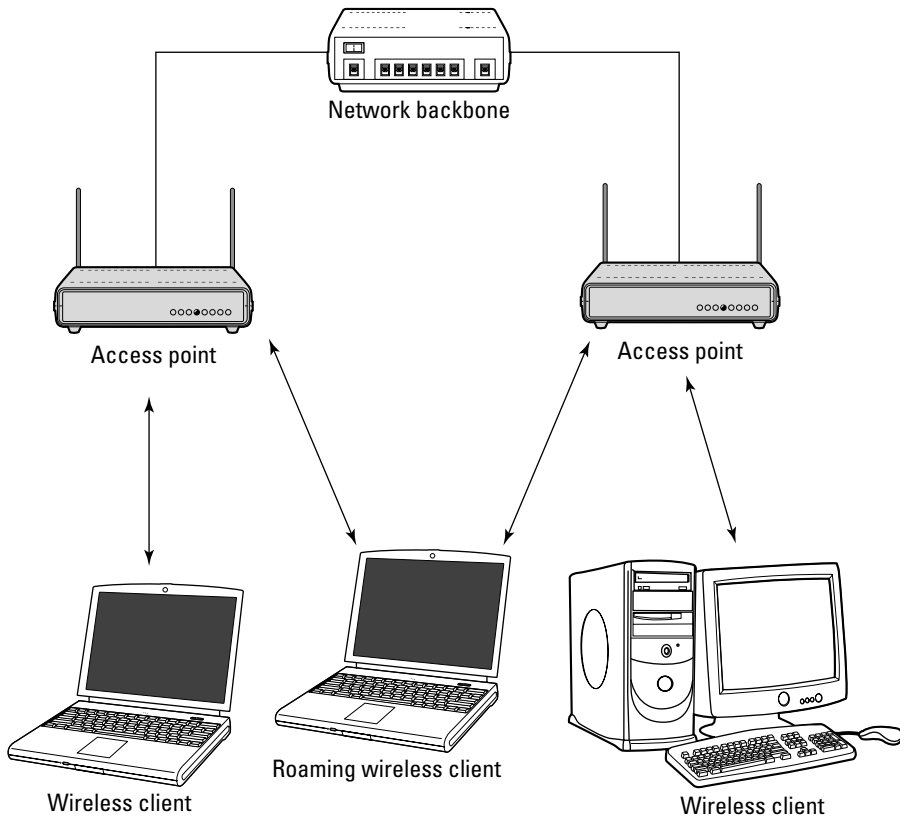 Network backbone
Access point
Access point
Roaming wireless client
Wireless client
Wireless client